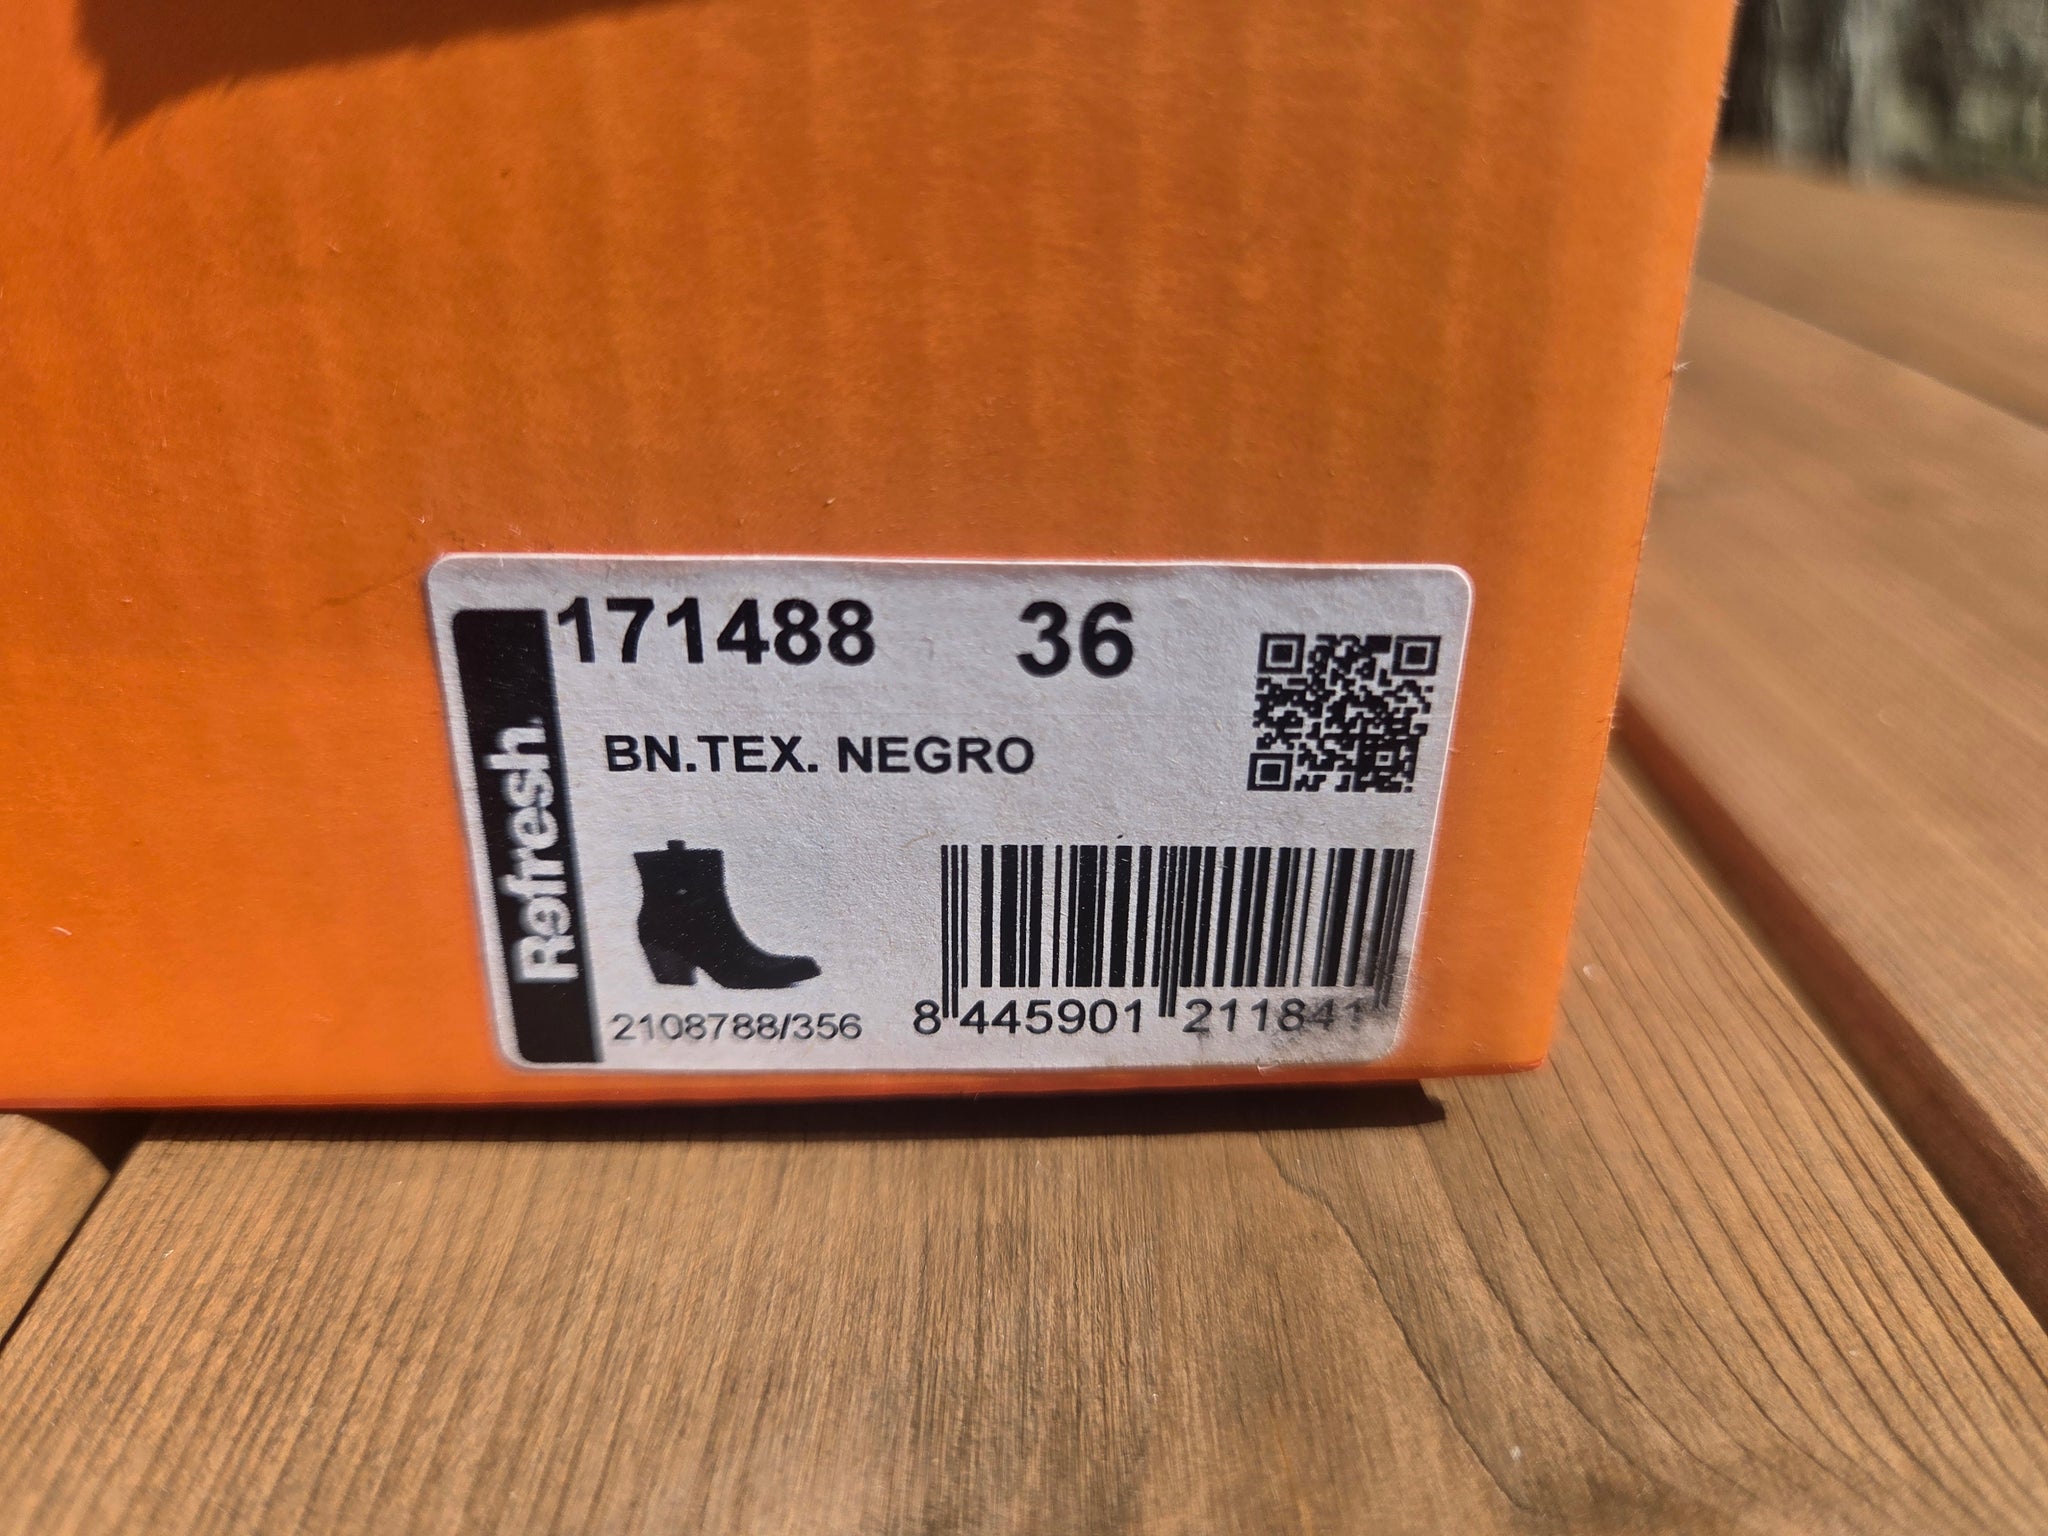 171488 36
BN.TEX. NEGRO
Refresh
2108788/356
8 445901 211841